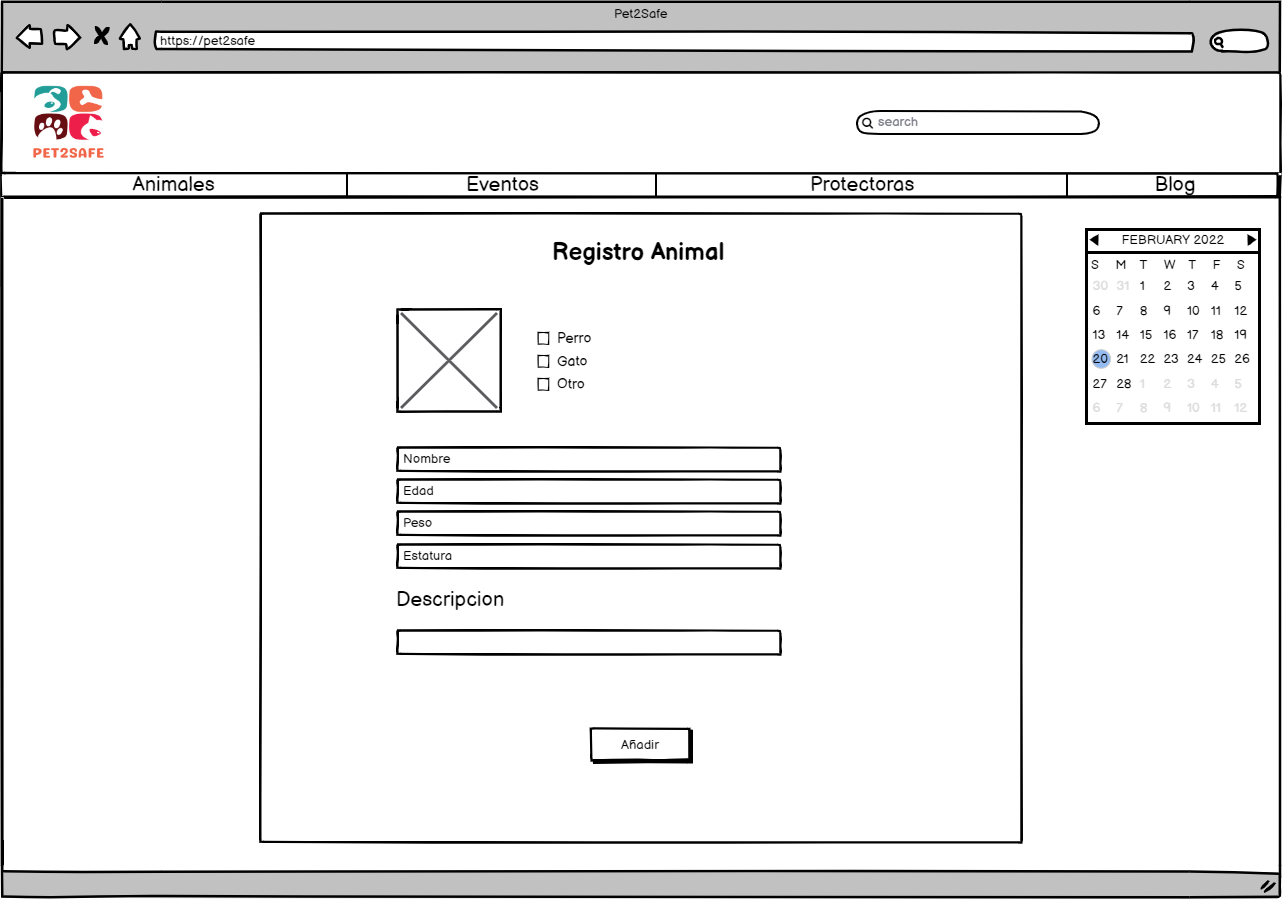 Pet2Safe
https://pet2safe
PET2SAFE
search
Animales Eventos Protectoras Blog
Registro Animal
Perro
Gato
Otro
Nombre
Edad
Peso
Estatura
Descripcion
Añadir
FEBRUARY 2022
S M T W T F S
30 31 1 2 3 4 5
6 7 8 9 10 11 12
13 14 15 16 17 18 19
20 21 22 23 24 25 26
27 28 1 2 3 4 5
6 7 8 9 10 11 12